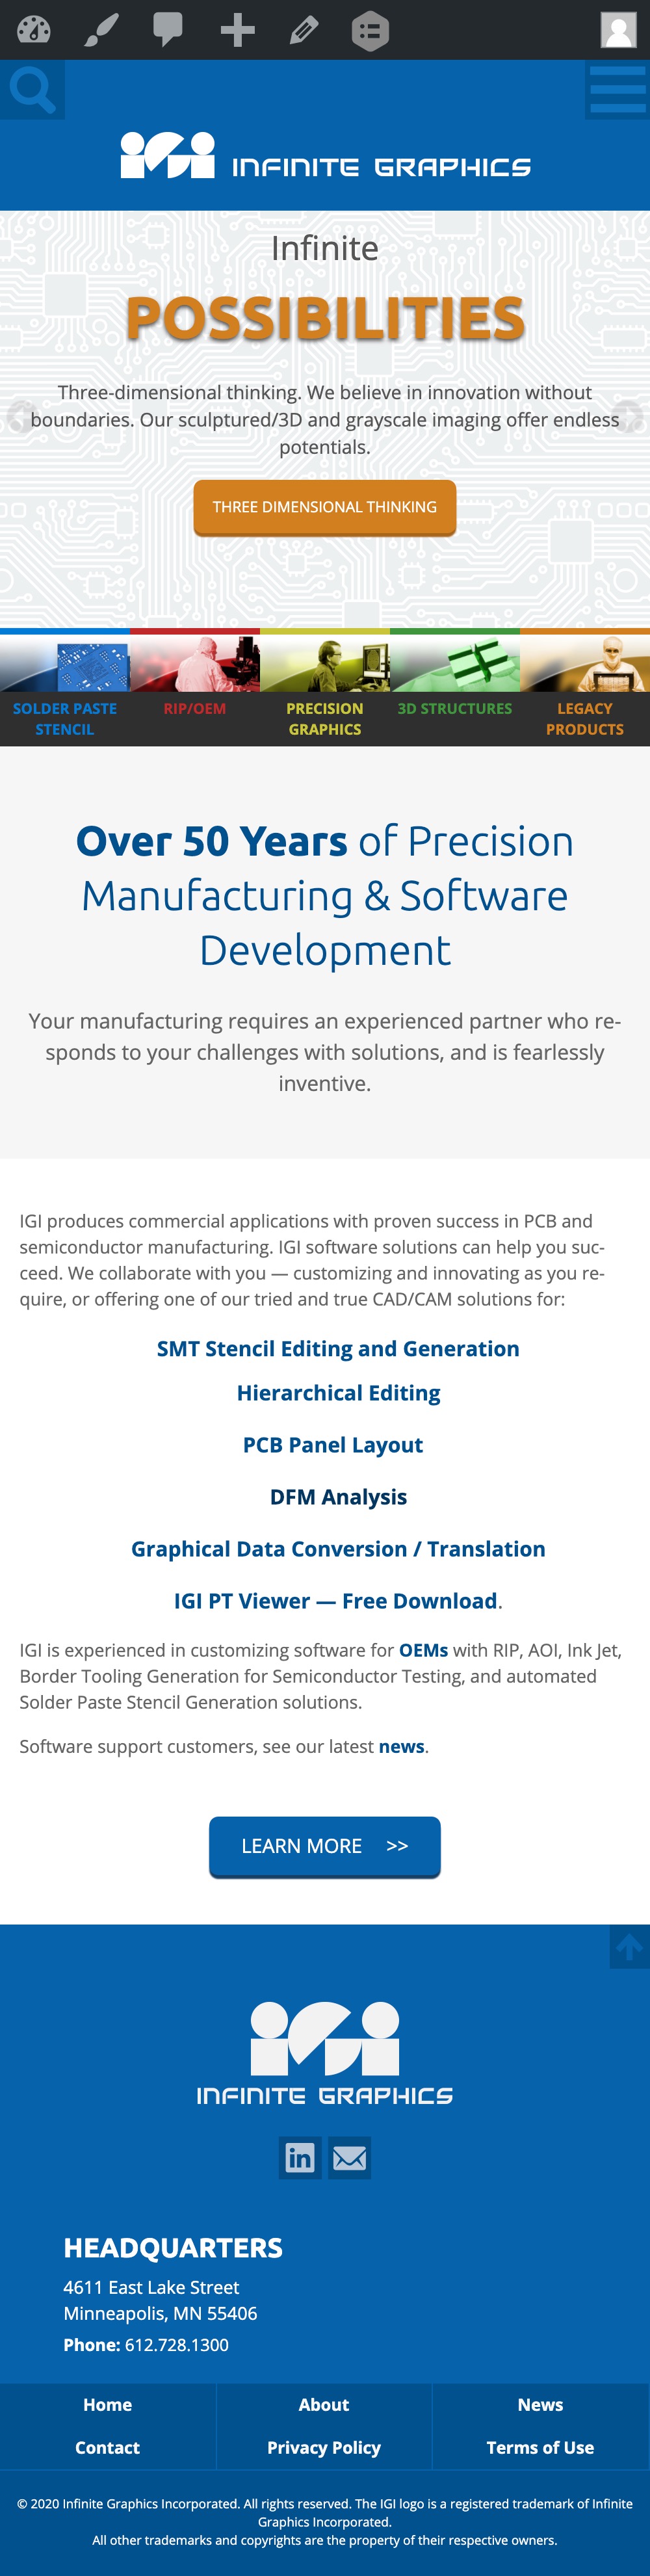 iGi INFINITE GRAPHICS
Infinite
POSSIBILITIES
Three-dimensional thinking. We believe in innovation without
boundaries. Our sculptured/3D and grayscale imaging offer endless
potentials.
THREE DIMENSIONAL THINKING
SOLDER PASTE
STENCIL
RIP/OEM
PRECISION
GRAPHICS
3D STRUCTURES
LEGACY
PRODUCTS
Over 50 Years of Precision
Manufacturing & Software
Development
Your manufacturing requires an experienced partner who re-
sponds to your challenges with solutions, and is fearlessly
inventive.
IGI produces commercial applications with proven success in PCB and
semiconductor manufacturing. IGI software solutions can help you suc-
ceed. We collaborate with you — customizing and innovating as you re-
quire, or offering one of our tried and true CAD/CAM solutions for:
SMT Stencil Editing and Generation
Hierarchical Editing
PCB Panel Layout
DFM Analysis
Graphical Data Conversion / Translation
IGI PT Viewer — Free Download.
IGI is experienced in customizing software for OEMs with RIP, AOI, Ink Jet,
Border Tooling Generation for Semiconductor Testing, and automated
Solder Paste Stencil Generation solutions.
Software support customers, see our latest news.
LEARN MORE >>
iGi
INFINITE GRAPHICS
in
HEADQUARTERS
4611 East Lake Street
Minneapolis, MN 55406
Phone: 612.728.1300
Home About News
Contact Privacy Policy Terms of Use
© 2020 Infinite Graphics Incorporated. All rights reserved. The IGI logo is a registered trademark of Infinite
Graphics Incorporated.
All other trademarks and copyrights are the property of their respective owners.